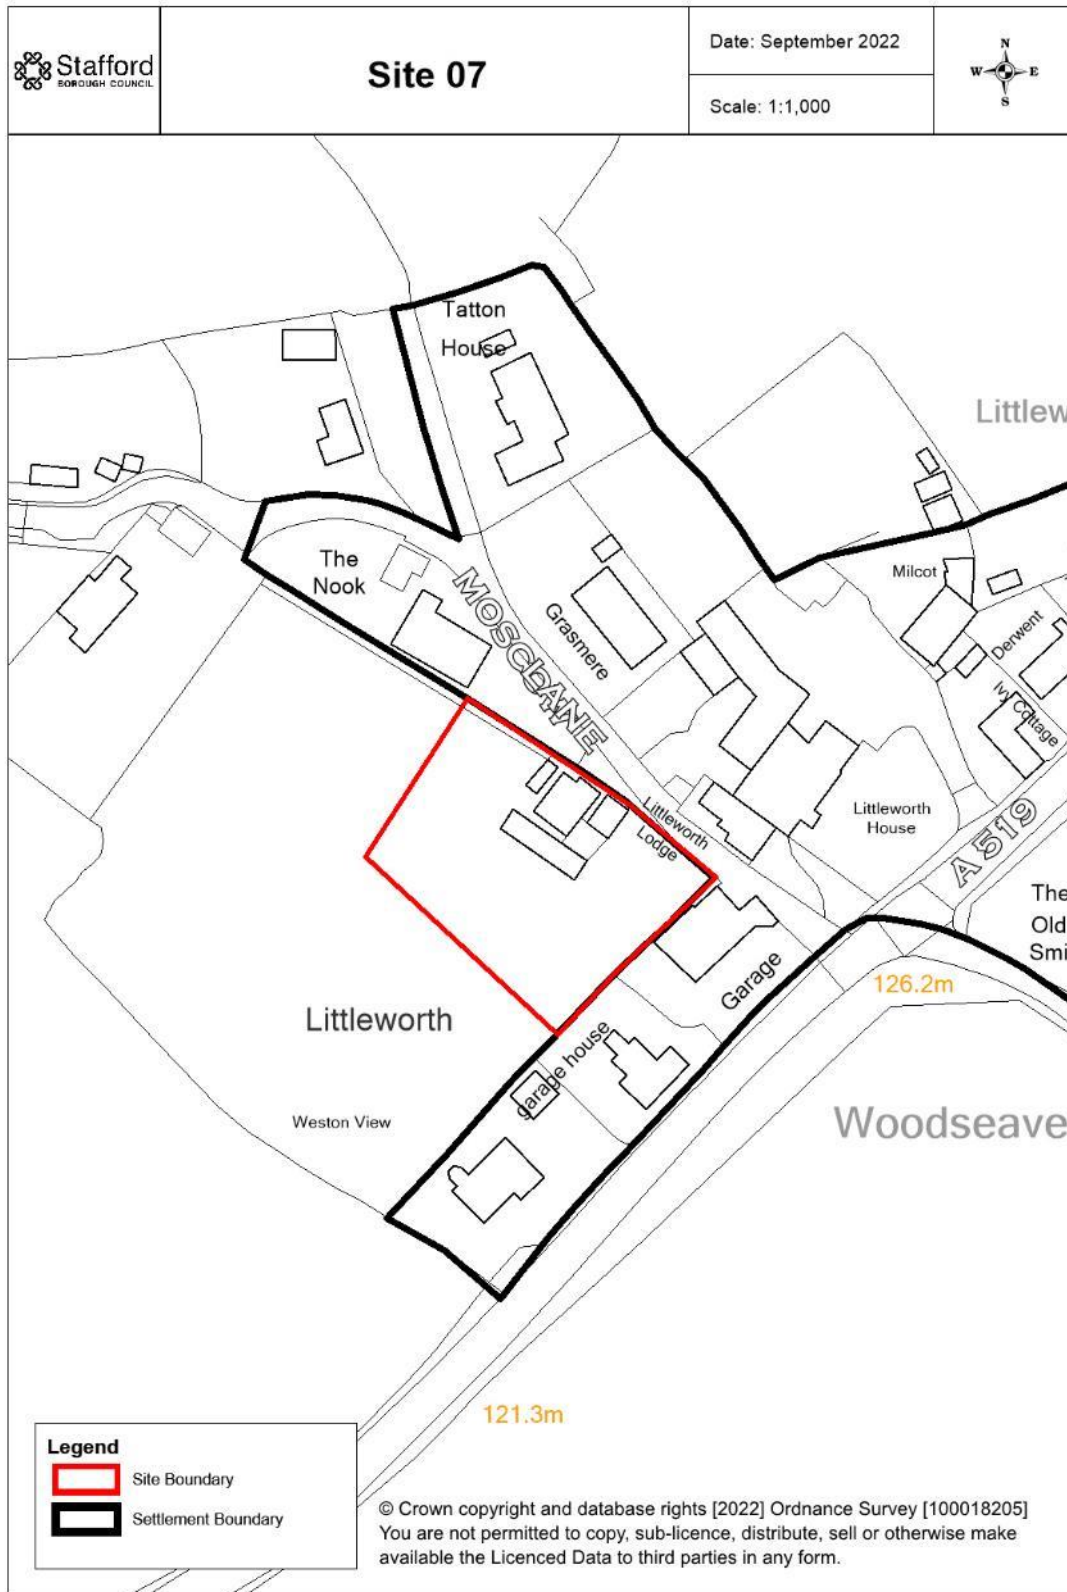 Stafford
BOROUGH COUNCIL
Site 07
Date: September 2022
Scale: 1:1,000
N
W E
S
Tatton
House
Littlew
The
Nook
MOSS LANE
Grasmere
Milcot
Derwent
Ivy Cottage
Littleworth
Lodge
Littleworth
House
A 519
The
Old
Smi
Garage
126.2m
garage house
Littleworth
Weston View
Woodseave
121.3m
Legend
Site Boundary
Settlement Boundary
© Crown copyright and database rights [2022] Ordnance Survey [100018205]
You are not permitted to copy, sub-licence, distribute, sell or otherwise make
available the Licenced Data to third parties in any form.